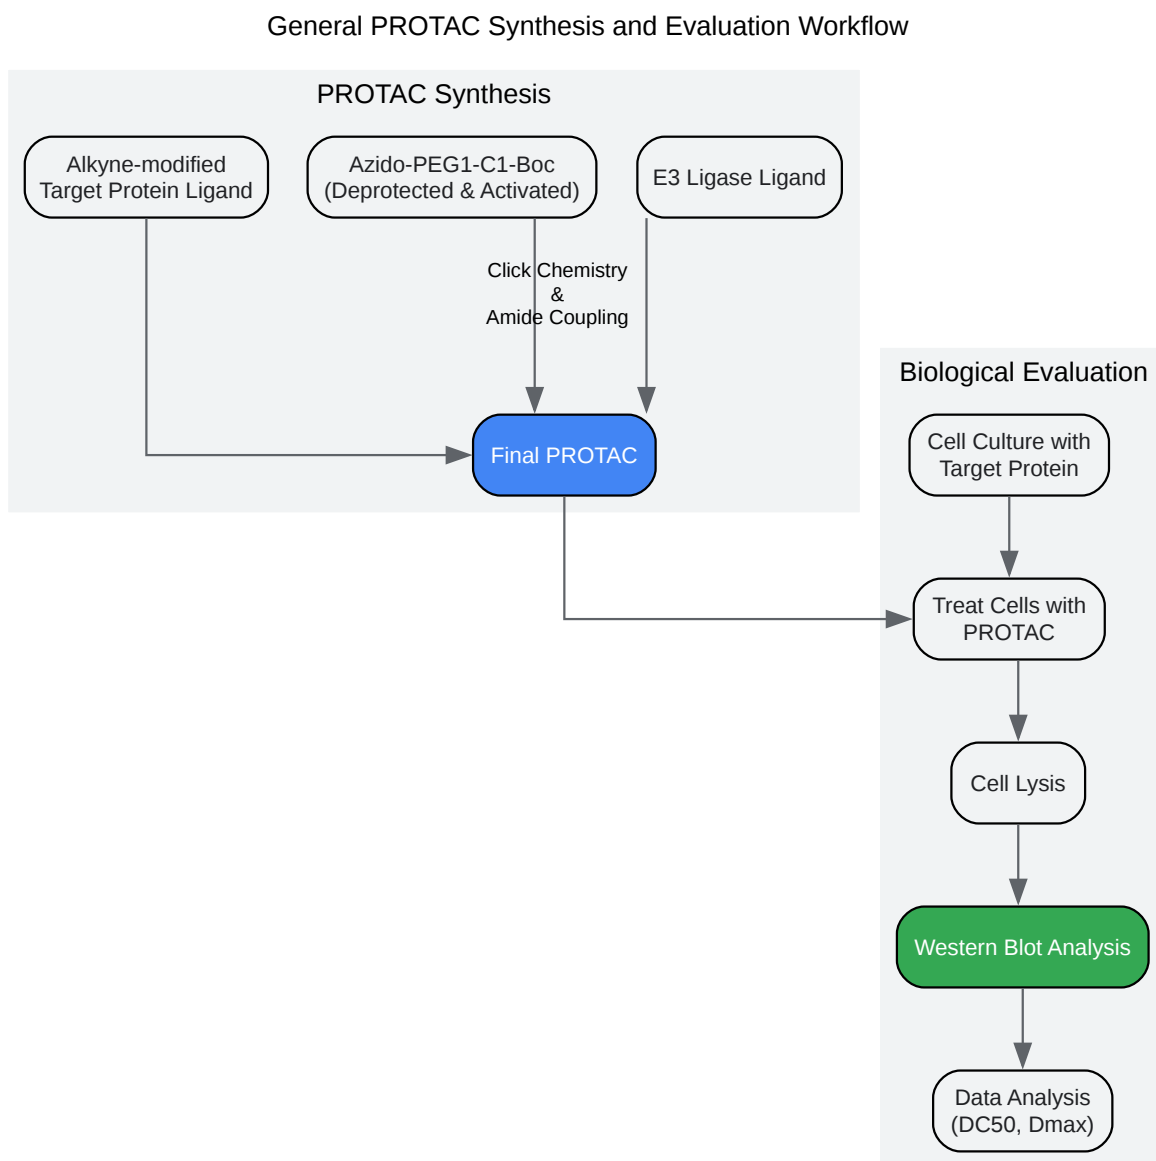 General PROTAC Synthesis and Evaluation Workflow
PROTAC Synthesis
Alkyne-modified
Target Protein Ligand
Azido-PEG1-C1-Boc
(Deprotected & Activated)
E3 Ligase Ligand
Click Chemistry
&
Amide Coupling
Final PROTAC
Biological Evaluation
Cell Culture with
Target Protein
Treat Cells with
PROTAC
Cell Lysis
Western Blot Analysis
Data Analysis
(DC50, Dmax)